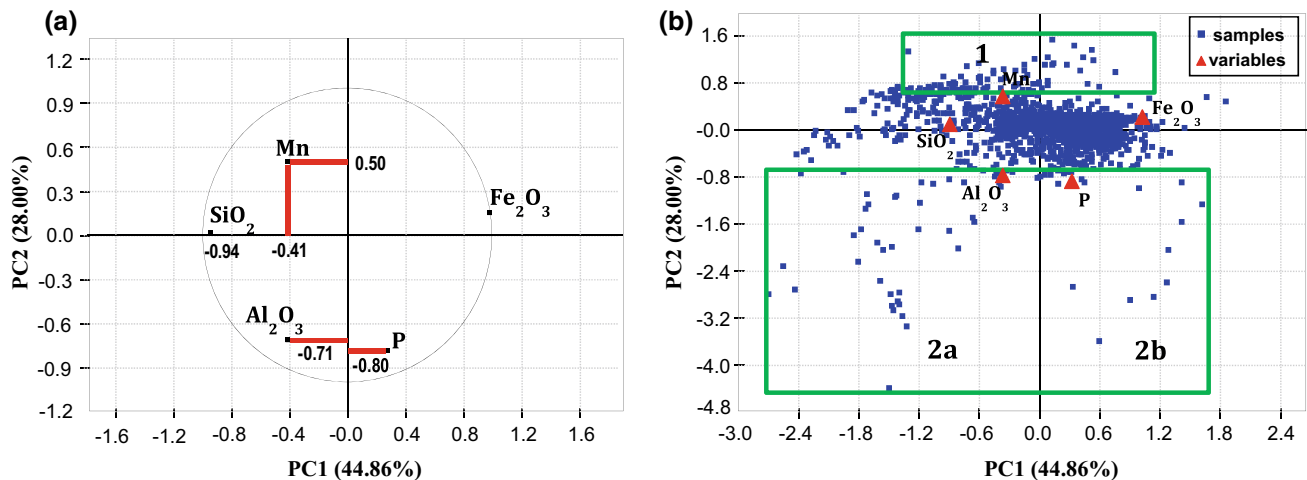 (a)
1.2
0.9
0.6
0.3
0.0
-0.3
-0.6
-0.9
-1.2
PC2 (28.00%)
Mn
0.50
SiO2
-0.94
-0.41
Fe2O3
Al2O3
-0.71
P
-0.80
-1.6 -1.2 -0.8 -0.4 -0.0 0.4 0.8 1.2 1.6
PC1 (44.86%)
(b)
1.6
0.8
-0.0
-0.8
-1.6
-2.4
-3.2
-4.0
-4.8
PC2 (28.00%)
samples
variables
1
Mn
Fe2O3
SiO2
Al2O3
P
2a
2b
-3.0 -2.4 -1.8 -1.2 -0.6 0.0 0.6 1.2 1.8 2.4
PC1 (44.86%)